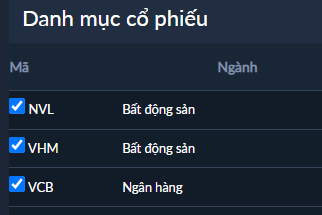 Danh mục cổ phiếu
Mã Ngành
NVL Bất động sản
VHM Bất động sản
VCB Ngân hàng